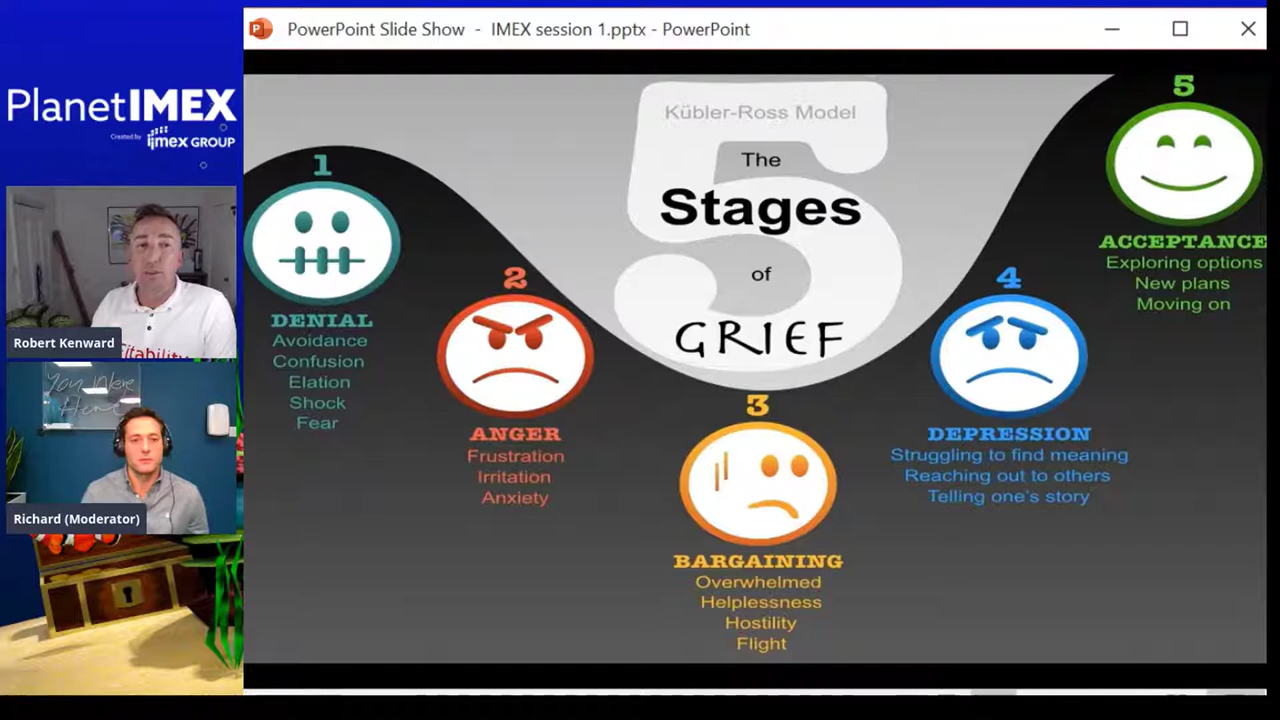 PowerPoint Slide Show - IMEX session 1.pptx - PowerPoint
PlanetIMEX
Created by
imex GROUP
Robert Kenward
You Were
Here
Richard (Moderator)
Kübler-Ross Model
The
5
Stages
of
GRIEF
1
DENIAL
Avoidance
Confusion
Elation
Shock
Fear
2
ANGER
Frustration
Irritation
Anxiety
3
BARGAINING
Overwhelmed
Helplessness
Hostility
Flight
4
DEPRESSION
Struggling to find meaning
Reaching out to others
Telling one's story
5
ACCEPTANCE
Exploring options
New plans
Moving on